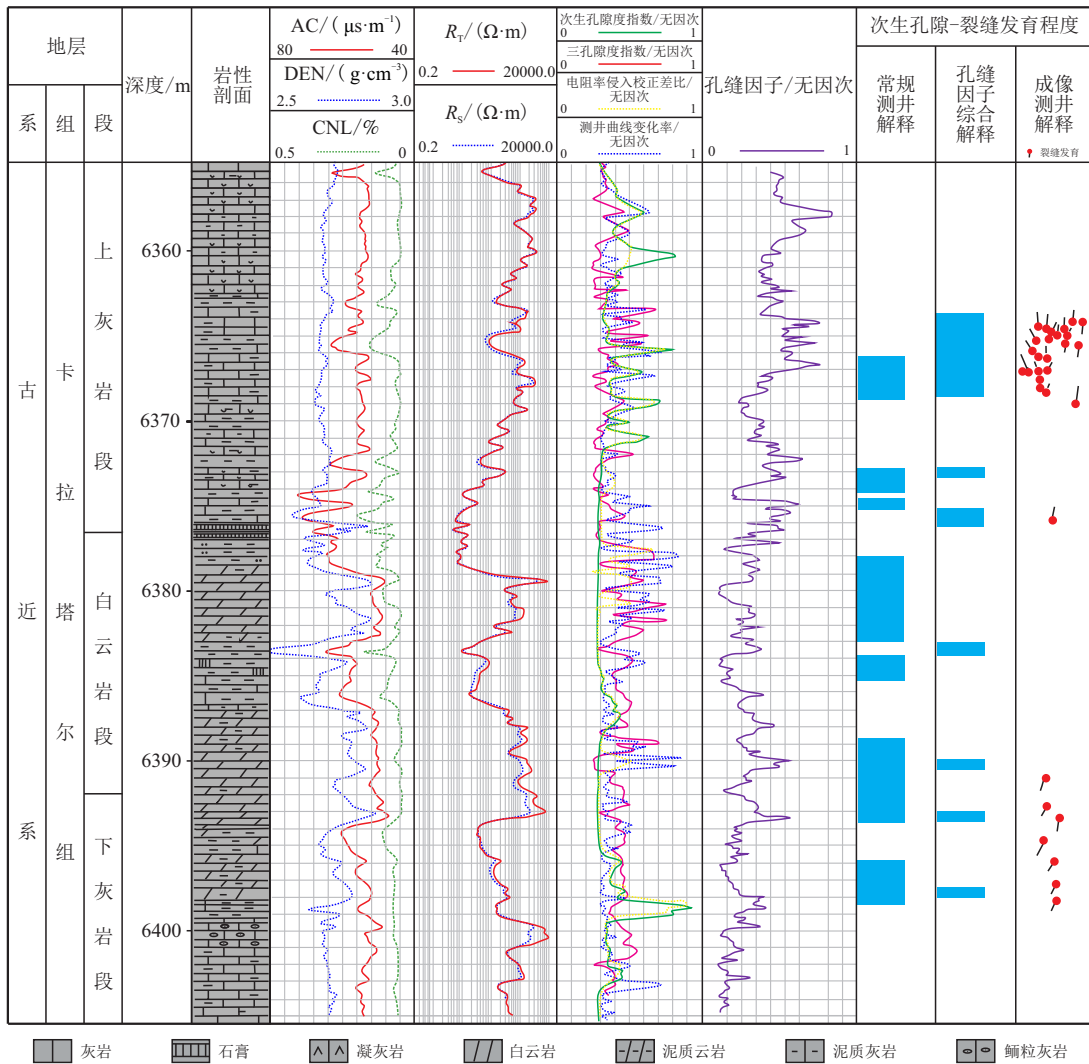 地层
系
组
段
深度/m
岩性
剖面
AC/(μs·m⁻¹)
80 40
DEN/(g·cm⁻³)
2.5 3.0
CNL/%
0.5 0
R_T/(Ω·m)
0.2 20000.0
R_S/(Ω·m)
0.2 20000.0
次生孔隙度指数/无因次
0 1
三孔隙度指数/无因次
0 1
电阻率侵入校正差比/
无因次
0 1
测井曲线变化率/
无因次
0 1
孔缝因子/无因次
0 1
次生孔隙-裂缝发育程度
常规
测井
解释
孔缝
因子
综合
解释
成像
测井
解释
裂缝发育
古近系
卡拉塔尔组
上灰岩段
白云岩段
下灰岩段
6360
6370
6380
6390
6400
灰岩
石膏
凝灰岩
白云岩
泥质云岩
泥质灰岩
鲕粒灰岩